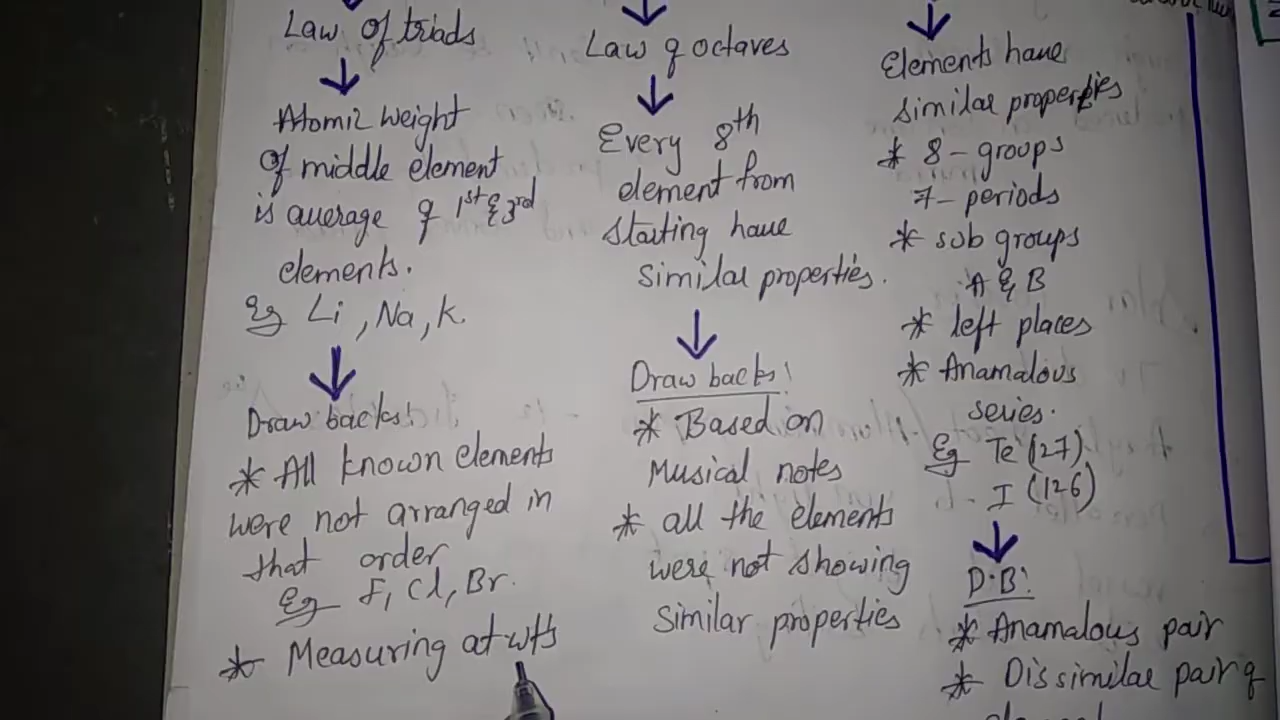 Law of triads
Atomic weight
Of middle element
is average of 1st & 3rd
elements.
Eg Li, Na, K.
Draw backs!
* All known elements
were not arranged in
that order
Eg F, Cl, Br.
* Measuring at wts
Law of octaves
Every 8th
element from
starting have
similar properties.
Draw backs!
* Based on
Musical notes
* all the elements
were not showing
similar properties
Elements have
similar properties
* 8 - groups
7 - periods
* sub groups
A & B
* left places
* Anamalous
series.
Eg Te (127)
- I (126)
D.B!
* Anamalous pair
* Dissimilar pair of